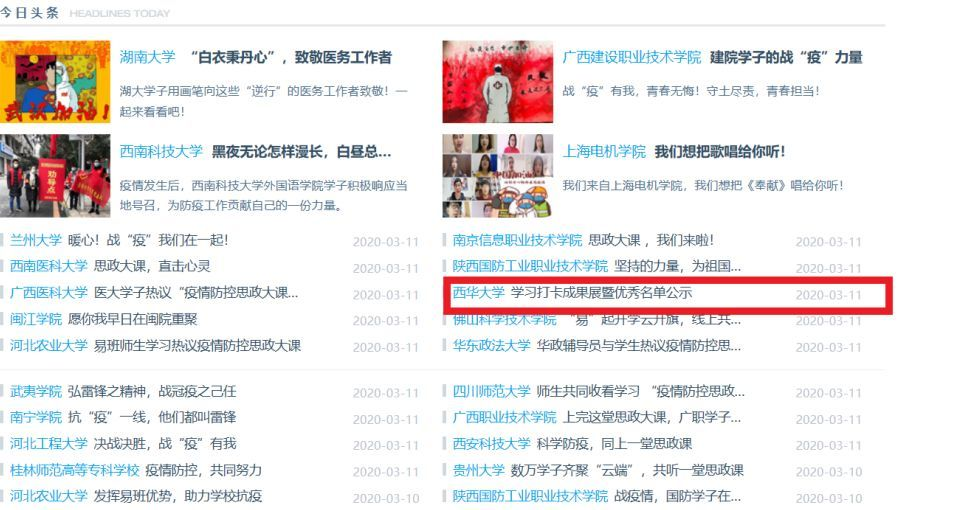 今日头条 HEADLINES TODAY
湖南大学 “白衣秉丹心”，致敬医务工作者
湖大学子用画笔向这些“逆行”的医务工作者致敬！一
起来看看吧！
武汉加油！
广西建设职业技术学院 建院学子的战“疫”力量
战“疫”有我，青春无悔！守土尽责，青春担当！
西南科技大学 黑夜无论怎样漫长，白昼总...
疫情发生后，西南科技大学外国语学院学子积极响应当
地号召，为防疫工作贡献自己的一份力量。
劝导点
上海电机学院 我们想把歌唱给你听！
我们来自上海电机学院，我们想把《奉献》唱给你听！
中国加油
兰州大学 暖心！战“疫”我们在一起！ 2020-03-11
西南医科大学 思政大课，直击心灵 2020-03-11
广西医科大学 医大学子热议“疫情防控思政大课... 2020-03-11
闽江学院 愿你我早日在闽院重聚 2020-03-11
河北农业大学 易班师生学习热议疫情防控思政大课 2020-03-11
南京信息职业技术学院 思政大课，我们来啦！ 2020-03-11
陕西国防工业职业技术学院 坚持的力量，为祖国... 2020-03-11
西华大学 学习打卡成果展暨优秀名单公示 2020-03-11
佛山科学技术学院 “易”起开学云升旗，线上共... 2020-03-11
华东政法大学 华政辅导员与学生热议疫情防控思... 2020-03-11
武夷学院 弘雷锋之精神，战冠疫之己任 2020-03-11
南宁学院 抗“疫”一线，他们都叫雷锋 2020-03-11
河北工程大学 决战决胜，战“疫”有我 2020-03-11
桂林师范高等专科学校 疫情防控，共同努力 2020-03-11
河北农业大学 发挥易班优势，助力学校抗疫 2020-03-10
四川师范大学 师生共同收看学习 “疫情防控思政... 2020-03-11
广西职业技术学院 上完这堂思政大课，广职学子... 2020-03-11
西安科技大学 科学防疫，同上一堂思政课 2020-03-11
贵州大学 数万学子齐聚“云端”，共听一堂思政课 2020-03-10
陕西国防工业职业技术学院 战疫情，国防学子在... 2020-03-10